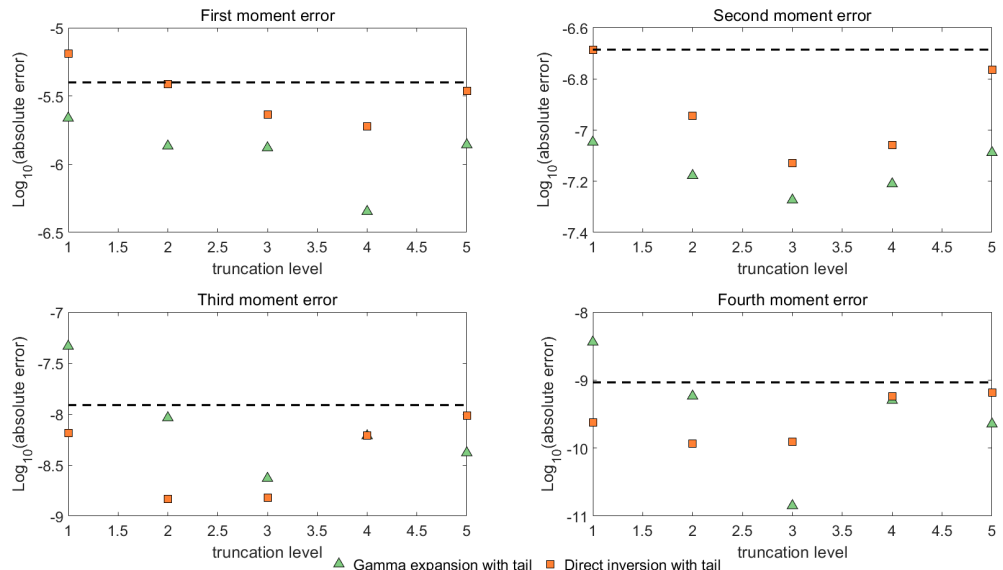 First moment error
-5
-5.5
-6
-6.5
Log10(absolute error)
1 1.5 2 2.5 3 3.5 4 4.5 5
truncation level
Second moment error
-6.6
-6.8
-7
-7.2
-7.4
Log10(absolute error)
1 1.5 2 2.5 3 3.5 4 4.5 5
truncation level
Third moment error
-7
-7.5
-8
-8.5
-9
Log10(absolute error)
1 1.5 2 2.5 3 3.5 4 4.5 5
truncation level
Fourth moment error
-8
-9
-10
-11
Log10(absolute error)
1 1.5 2 2.5 3 3.5 4 4.5 5
truncation level
Gamma expansion with tail Direct inversion with tail